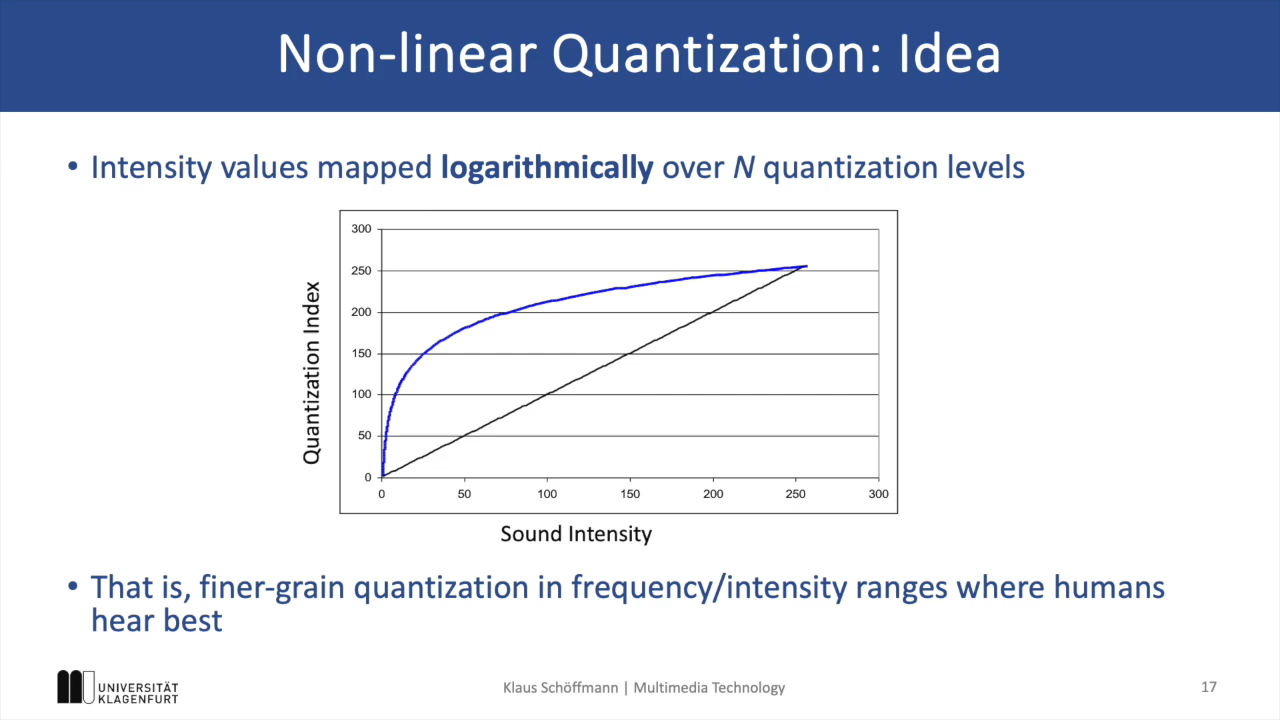 Non-linear Quantization: Idea
• Intensity values mapped logarithmically over N quantization levels
Quantization Index
300
250
200
150
100
50
0
0 50 100 150 200 250 300
Sound Intensity
• That is, finer-grain quantization in frequency/intensity ranges where humans
hear best
UNIVERSITÄT
KLAGENFURT
Klaus Schöffmann | Multimedia Technology
17